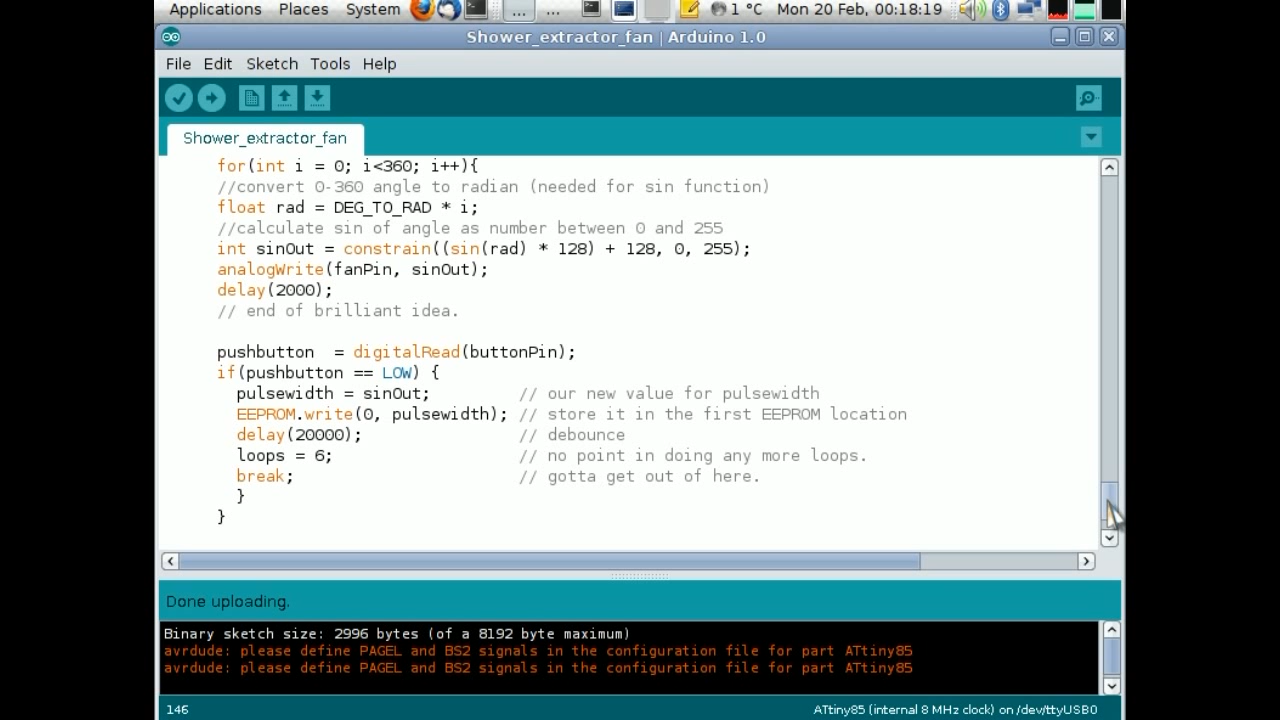 Applications Places System ... ... 1 °C Mon 20 Feb, 00:18:19
Shower_extractor_fan | Arduino 1.0
File Edit Sketch Tools Help
Shower_extractor_fan
for(int i = 0; i<360; i++){
//convert 0-360 angle to radian (needed for sin function)
float rad = DEG_TO_RAD * i;
//calculate sin of angle as number between 0 and 255
int sinOut = constrain((sin(rad) * 128) + 128, 0, 255);
analogWrite(fanPin, sinOut);
delay(2000);
// end of brilliant idea.
pushbutton  = digitalRead(buttonPin);
if(pushbutton == LOW) {
pulsewidth = sinOut;         // our new value for pulsewidth
EEPROM.write(0, pulsewidth); // store it in the first EEPROM location
delay(20000);                // debounce
loops = 6;                   // no point in doing any more loops.
break;                       // gotta get out of here.
}
}
Done uploading.
Binary sketch size: 2996 bytes (of a 8192 byte maximum)
avrdude: please define PAGEL and BS2 signals in the configuration file for part ATtiny85
avrdude: please define PAGEL and BS2 signals in the configuration file for part ATtiny85
146 ATtiny85 (internal 8 MHz clock) on /dev/ttyUSB0